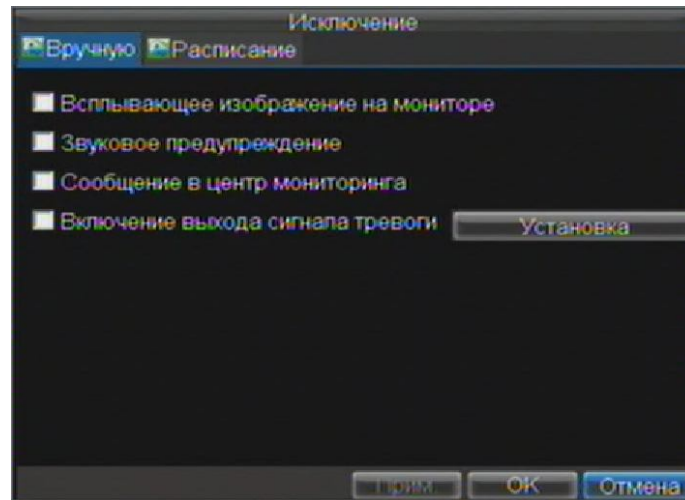 Исключение
Вручную Расписание
Всплывающее изображение на мониторе
Звуковое предупреждение
Сообщение в центр мониторинга
Включение выхода сигнала тревоги Установка
Прим. OK Отмена